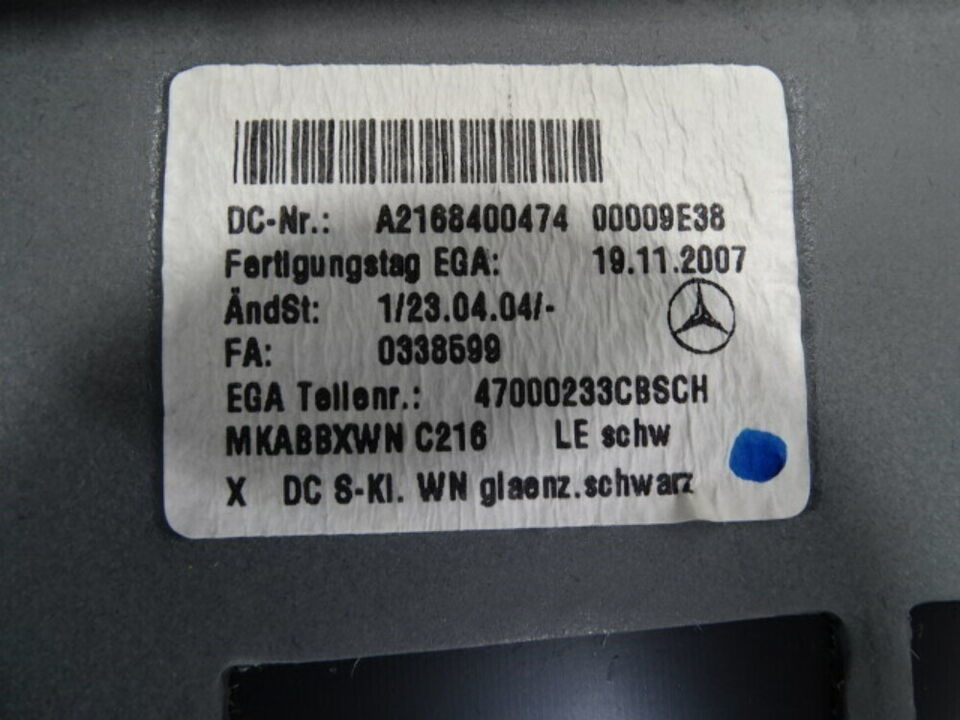 DC-Nr.: A2168400474 00009E38
Fertigungstag EGA: 19.11.2007
ÄndSt: 1/23.04.04/-
FA: 0338599
EGA Teilenr.: 47000233CBSCH
MKABBXWN C216 LE schw
X DC S-Kl. WN glaenz.schwarz